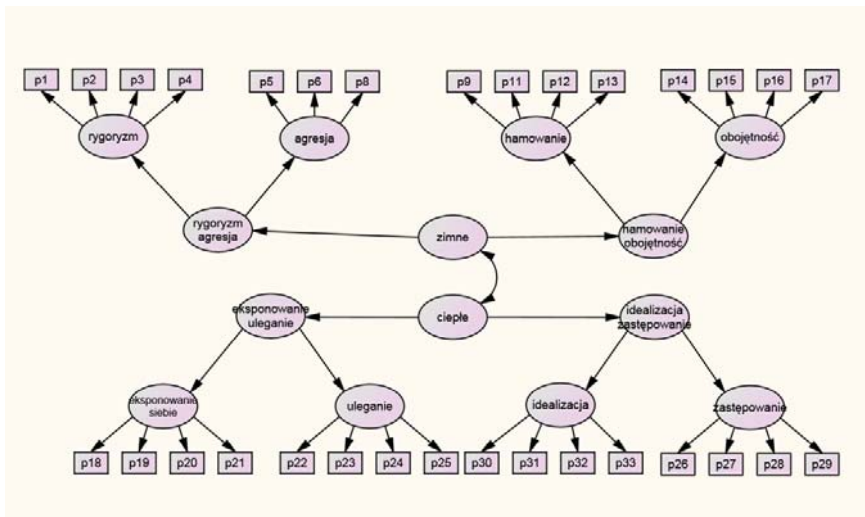 p1 p2 p3 p4 p5 p6 p8 p9 p11 p12 p13 p14 p15 p16 p17
rygoryzm agresja hamowanie obojętność
rygoryzm
agresja
zimne
hamowanie
obojętność
eksponowanie
uleganie
ciepłe
idealizacja
zastępowanie
eksponowanie
siebie
uleganie
idealizacja
zastępowanie
p18 p19 p20 p21 p22 p23 p24 p25 p30 p31 p32 p33 p26 p27 p28 p29